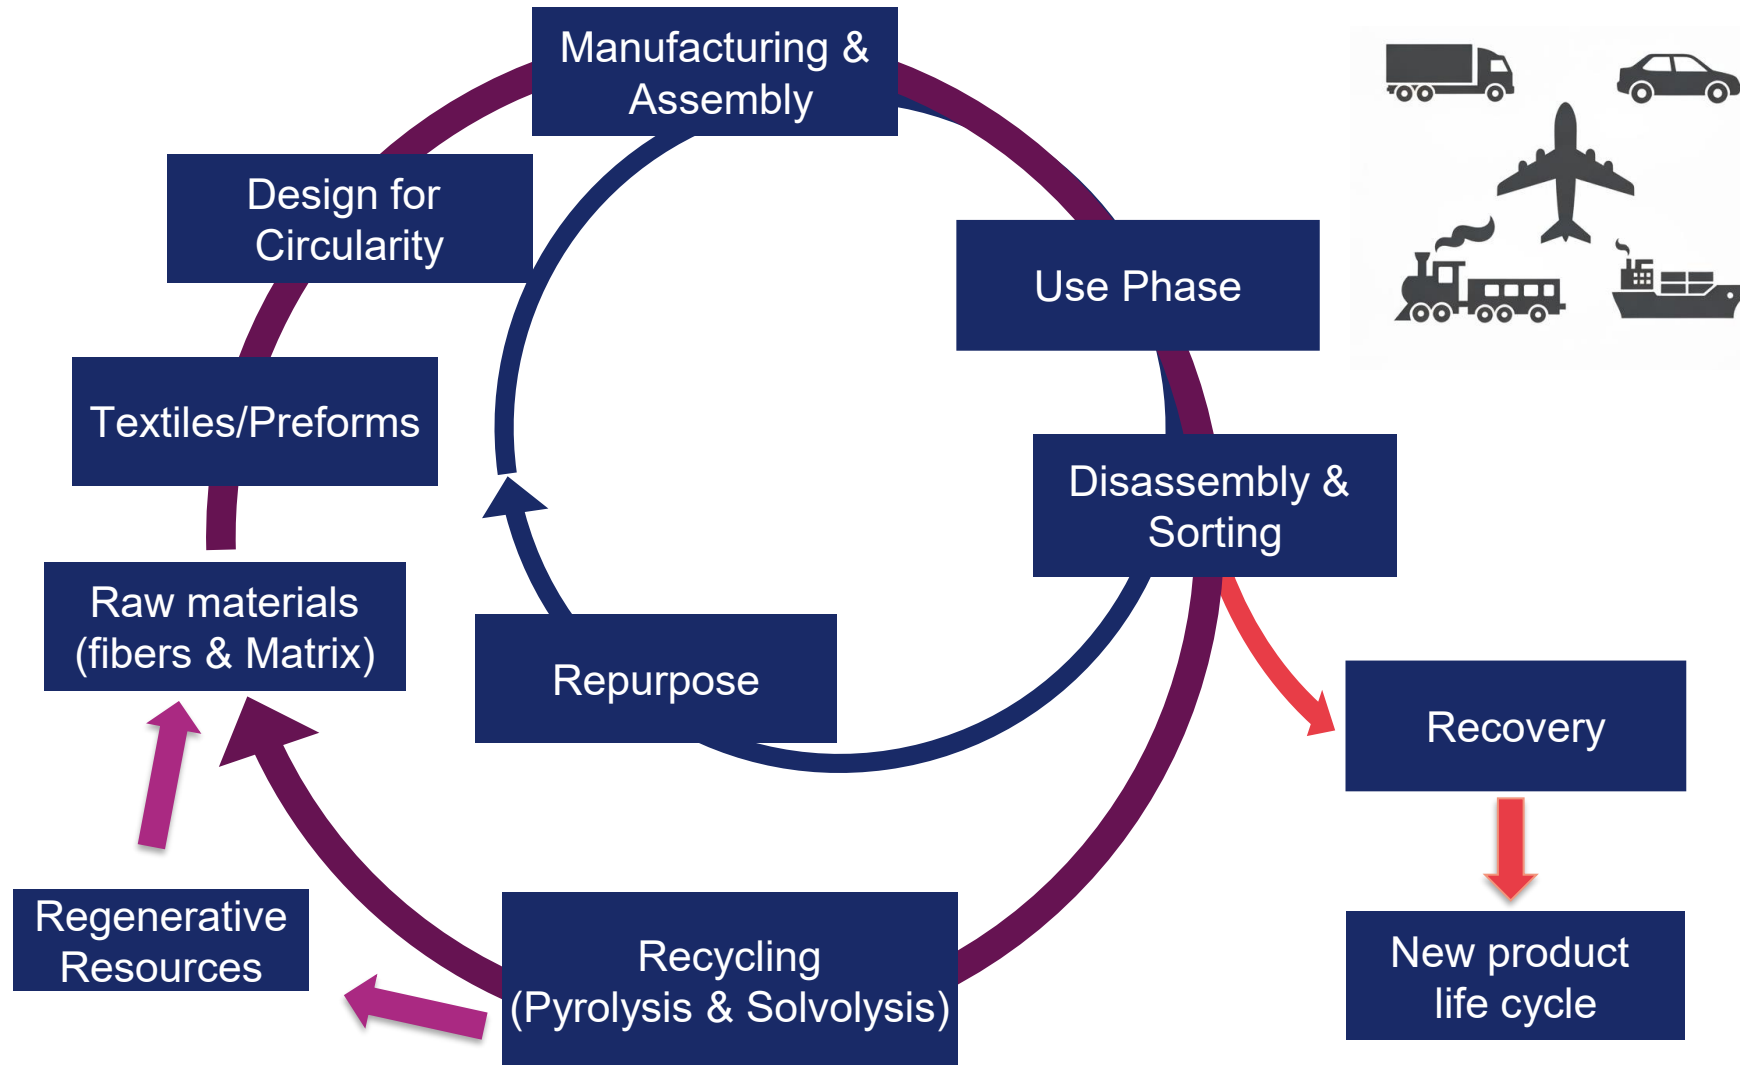 Manufacturing &
Assembly
Design for
Circularity
Use Phase
Textiles/Preforms
Disassembly &
Sorting
Raw materials
(fibers & Matrix)
Repurpose
Recovery
Regenerative
Resources
Recycling
(Pyrolysis & Solvolysis)
New product
life cycle